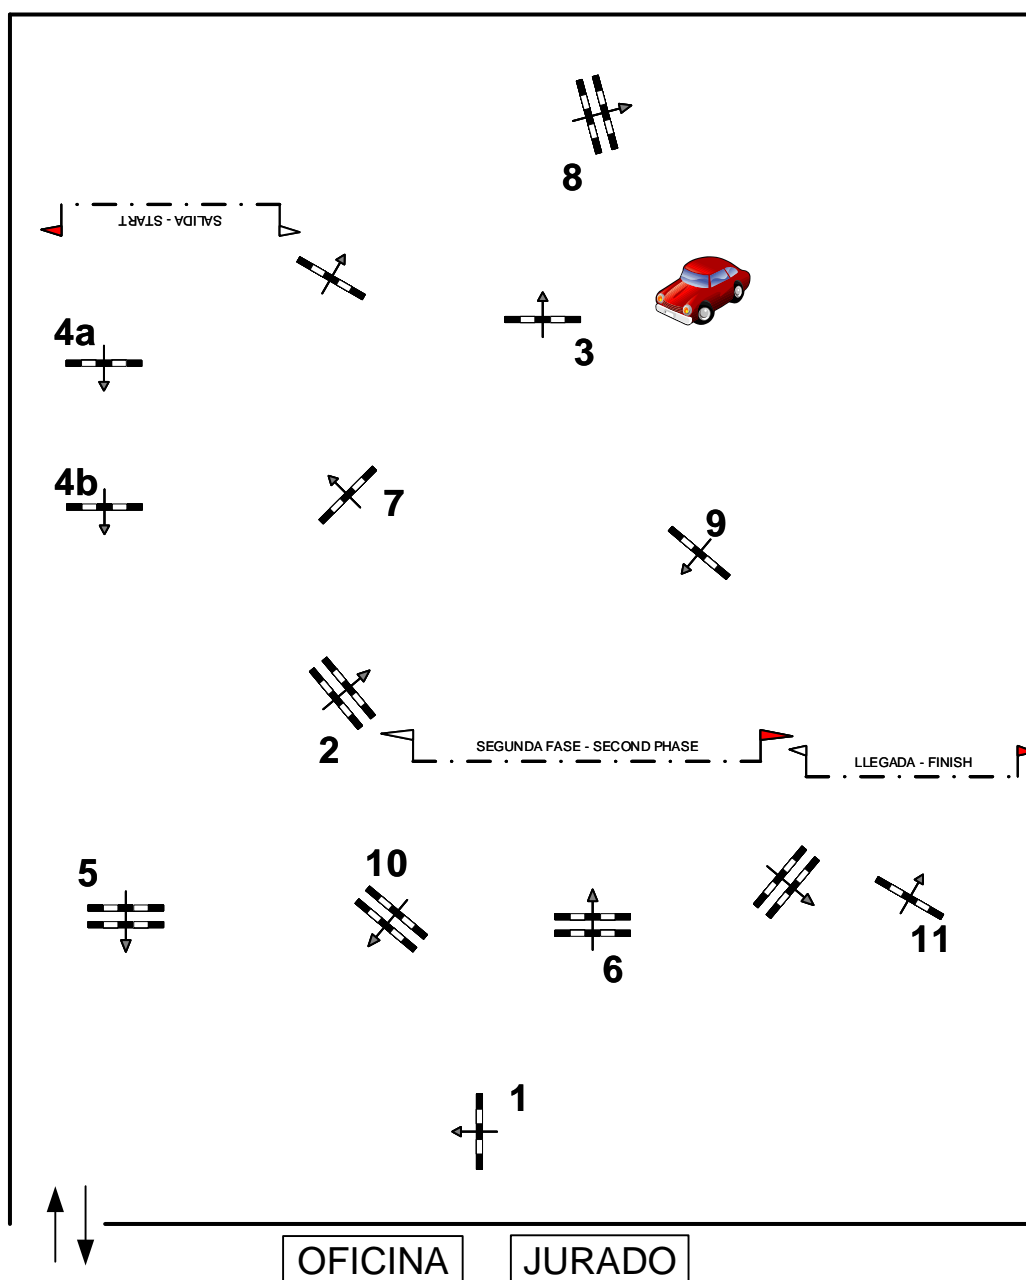 8
SALIDA - START
4a
3
4b
7
9
2
SEGUNDA FASE - SECOND PHASE
LLEGADA - FINISH
5
10
6
11
1
OFICINA
JURADO